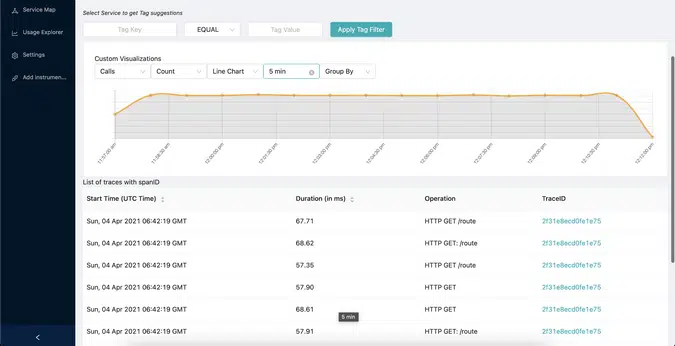 Service Map
Usage Explorer
Settings
Add instrumen...
Select Service to get Tag suggestions
Tag Key
EQUAL
Tag Value
Apply Tag Filter
Custom Visualizations
Calls
Count
Line Chart
5 min
Group By
11:57:00 am
11:58:30 am
12:00:00 pm
12:01:30 pm
12:03:00 pm
12:04:30 pm
12:06:00 pm
12:07:30 pm
12:09:00 pm
12:10:30 pm
12:12:00 pm
List of traces with spanID
Start Time (UTC Time) Duration (in ms) Operation TraceID
Sun, 04 Apr 2021 06:42:19 GMT 67.71 HTTP GET /route 2f31e8ecd0fe1e75
Sun, 04 Apr 2021 06:42:19 GMT 68.62 HTTP GET: /route 2f31e8ecd0fe1e75
Sun, 04 Apr 2021 06:42:19 GMT 57.35 HTTP GET /route 2f31e8ecd0fe1e75
Sun, 04 Apr 2021 06:42:19 GMT 57.90 HTTP GET 2f31e8ecd0fe1e75
Sun, 04 Apr 2021 06:42:19 GMT 68.61 HTTP GET 2f31e8ecd0fe1e75
5 min
Sun, 04 Apr 2021 06:42:19 GMT 57.91 HTTP GET: /route 2f31e8ecd0fe1e75